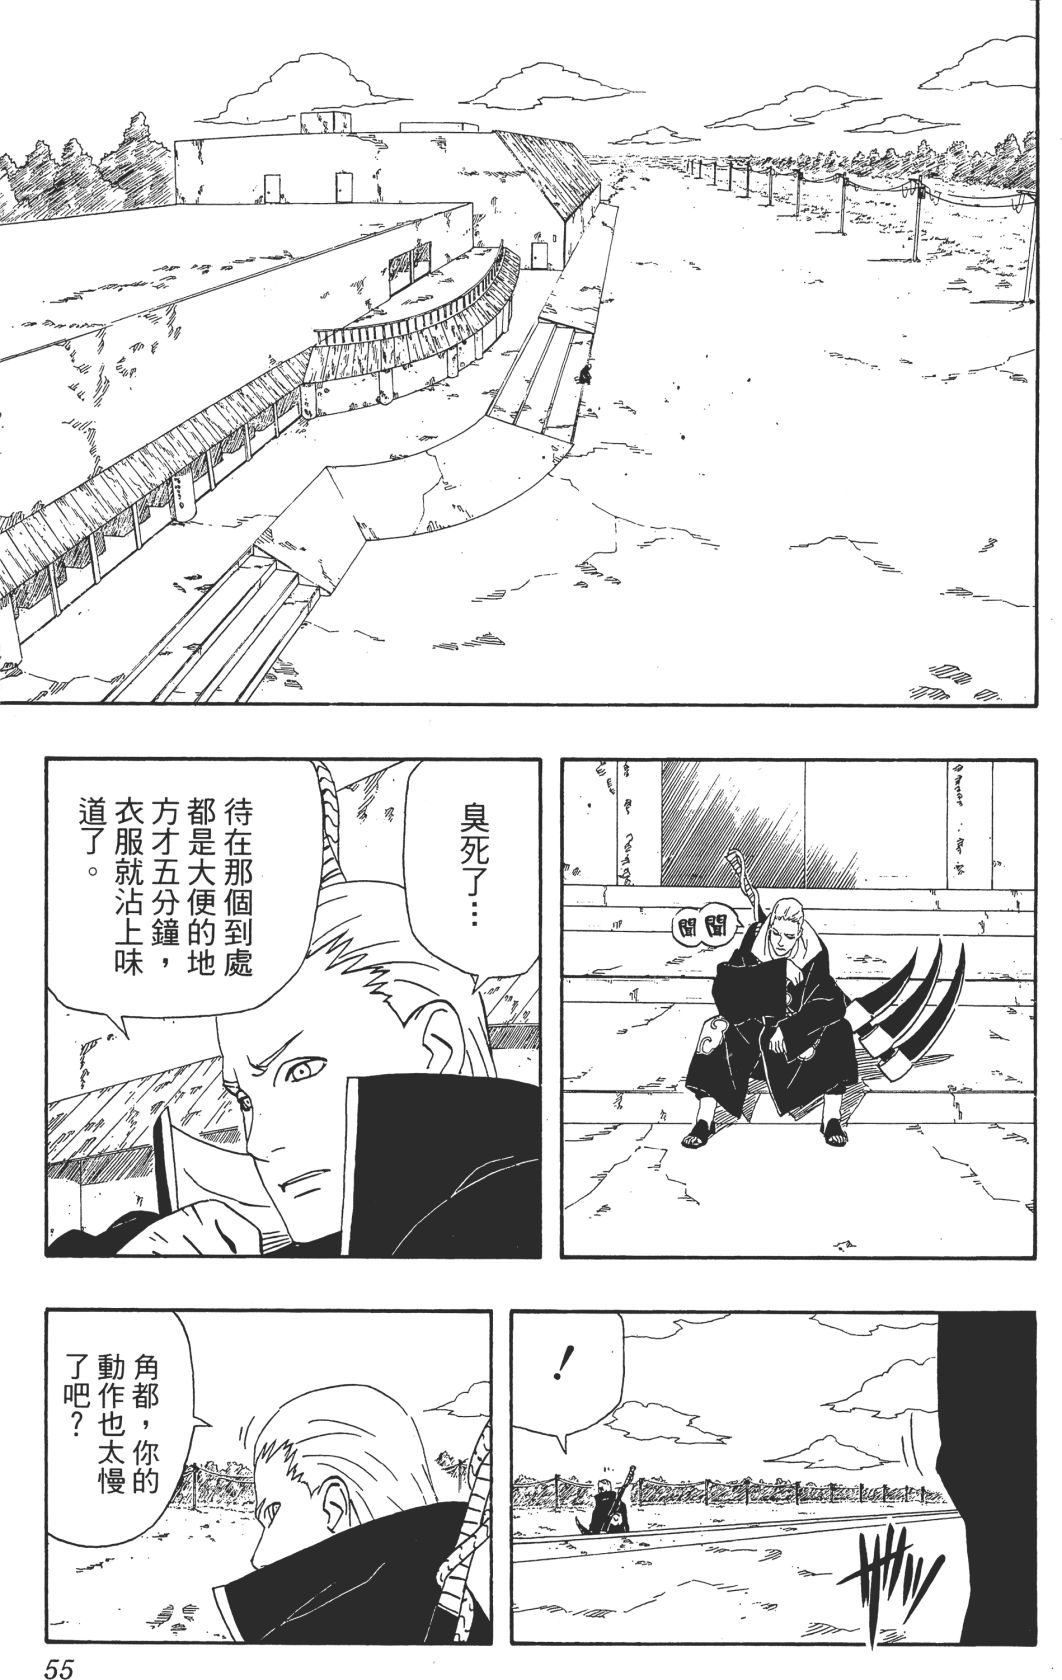 聞聞
臭死了…
待在那個到處
都是大便的地
方才五分鐘，
衣服就沾上味
道了。
！
角都，你的
動作也太慢
了吧？
55